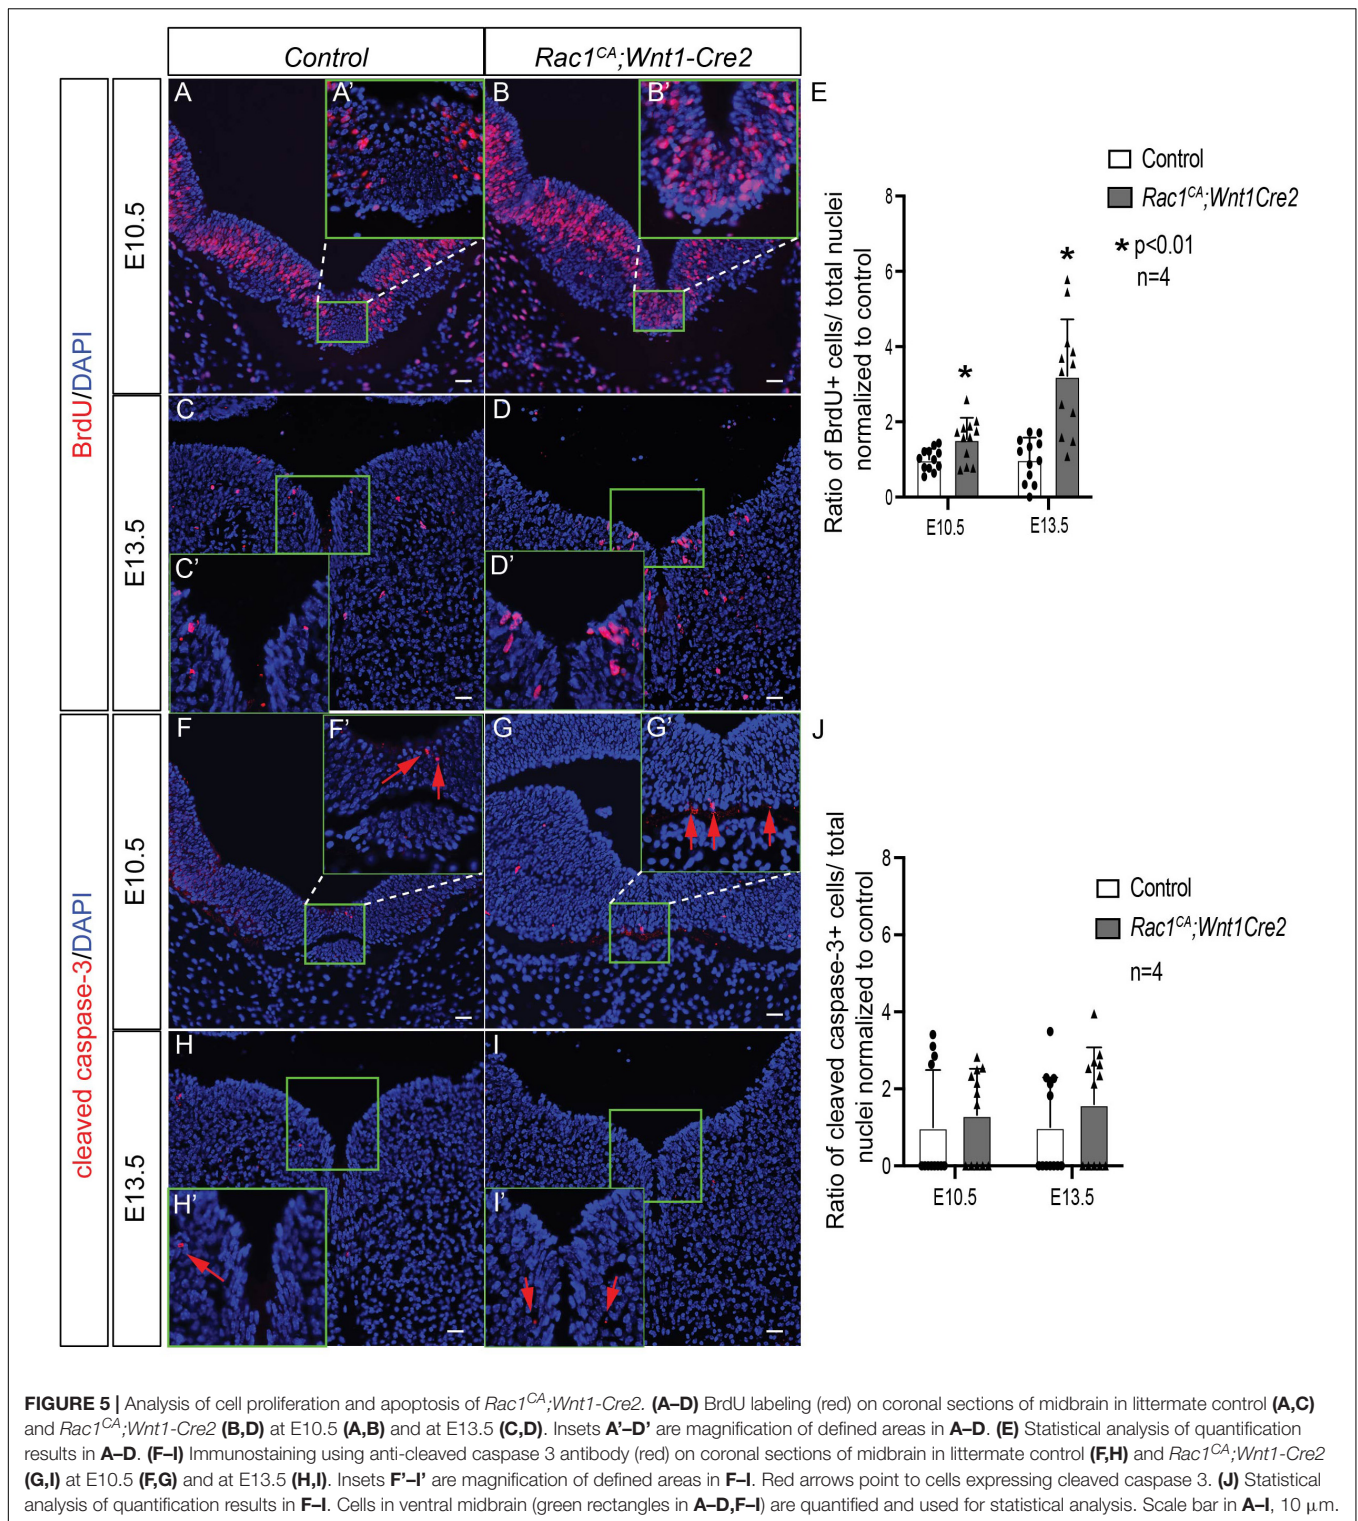 Control
Rac1CA;Wnt1-Cre2
BrdU/DAPI
E10.5
E13.5
A
A'
B
B'
C
C'
D
D'
E
Ratio of BrdU+ cells/ total nuclei
normalized to control
8
6
4
2
0
E10.5
E13.5
Control
Rac1CA;Wnt1Cre2
* p<0.01
n=4
*
*
cleaved caspase-3/DAPI
E10.5
E13.5
F
F'
G
G'
H
H'
I
I'
J
Ratio of cleaved caspase-3+ cells/ total
nuclei normalized to control
8
6
4
2
0
E10.5
E13.5
Control
Rac1CA;Wnt1Cre2
n=4
FIGURE 5 | Analysis of cell proliferation and apoptosis of Rac1CA;Wnt1-Cre2. (A–D) BrdU labeling (red) on coronal sections of midbrain in littermate control (A,C)
and Rac1CA;Wnt1-Cre2 (B,D) at E10.5 (A,B) and at E13.5 (C,D). Insets A'–D' are magnification of defined areas in A–D. (E) Statistical analysis of quantification
results in A–D. (F–I) Immunostaining using anti-cleaved caspase 3 antibody (red) on coronal sections of midbrain in littermate control (F,H) and Rac1CA;Wnt1-Cre2
(G,I) at E10.5 (F,G) and at E13.5 (H,I). Insets F'–I' are magnification of defined areas in F–I. Red arrows point to cells expressing cleaved caspase 3. (J) Statistical
analysis of quantification results in F–I. Cells in ventral midbrain (green rectangles in A–D,F–I) are quantified and used for statistical analysis. Scale bar in A–I, 10 μm.